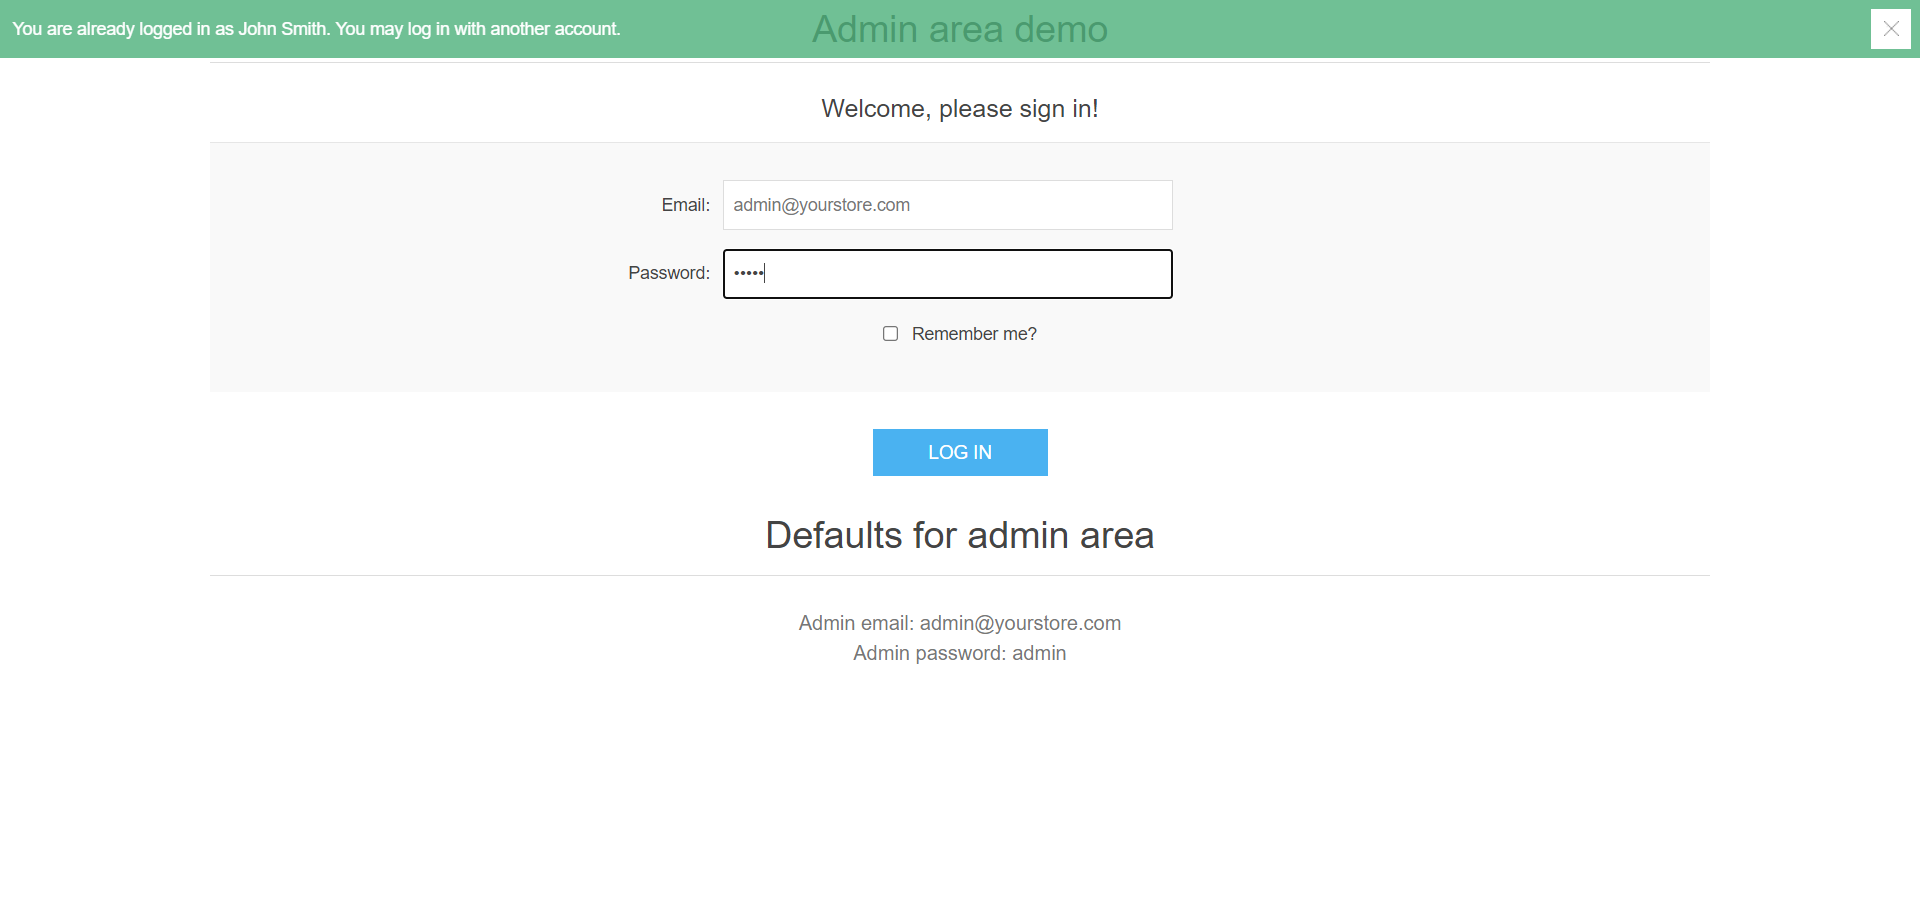 You are already logged in as John Smith. You may log in with another account.
Admin area demo
Welcome, please sign in!
Email: admin@yourstore.com
Password: •••••
Remember me?
LOG IN
Defaults for admin area
Admin email: admin@yourstore.com
Admin password: admin